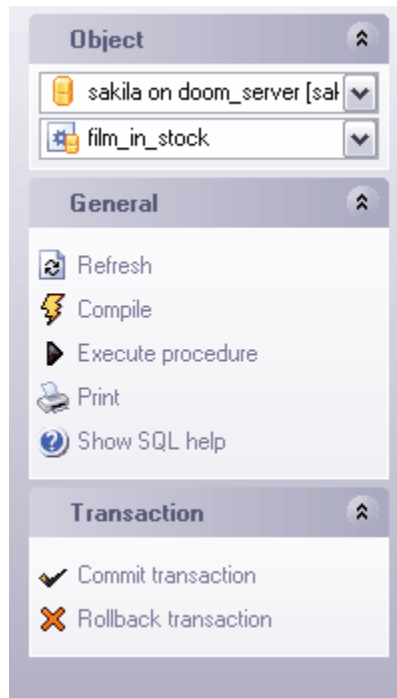 Object
sakila on doom_server [sal
film_in_stock
General
Refresh
Compile
Execute procedure
Print
Show SQL help
Transaction
Commit transaction
Rollback transaction